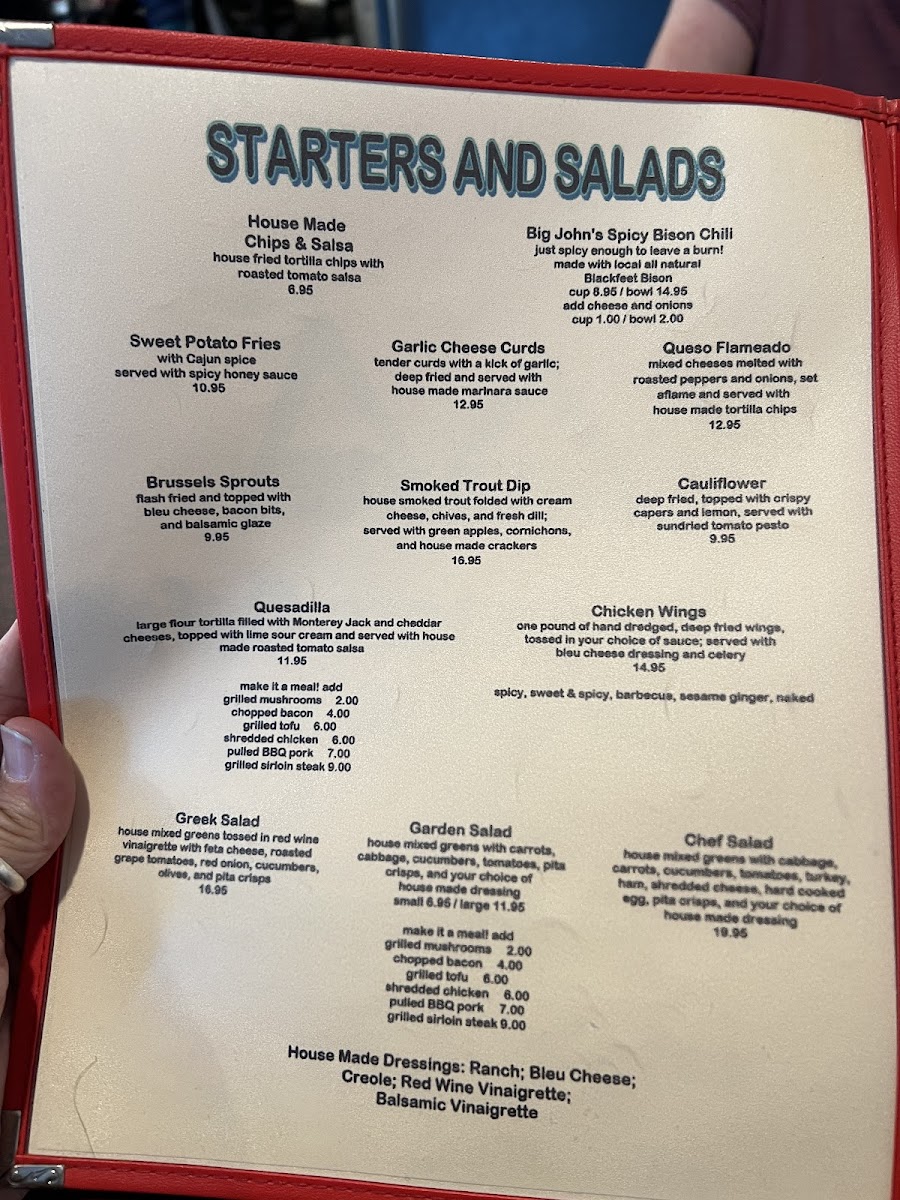 STARTERS AND SALADS
House Made
Chips & Salsa
house fried tortilla chips with
roasted tomato salsa
6.95
Big John's Spicy Bison Chili
just spicy enough to leave a burn!
made with local all natural
Blackfeet Bison
cup 8.95 / bowl 14.95
add cheese and onions
cup 1.00 / bowl 2.00
Sweet Potato Fries
with Cajun spice
served with spicy honey sauce
10.95
Garlic Cheese Curds
tender curds with a kick of garlic;
deep fried and served with
house made marinara sauce
12.95
Queso Flameado
mixed cheeses melted with
roasted peppers and onions, set
aflame and served with
house made tortilla chips
12.95
Brussels Sprouts
flash fried and topped with
bleu cheese, bacon bits,
and balsamic glaze
9.95
Smoked Trout Dip
house smoked trout folded with cream
cheese, chives, and fresh dill;
served with green apples, cornichons,
and house made crackers
16.95
Cauliflower
deep fried, topped with crispy
capers and lemon, served with
sundried tomato pesto
9.95
Quesadilla
large flour tortilla filled with Monterey Jack and cheddar
cheeses, topped with lime sour cream and served with house
made roasted tomato salsa
11.95
make it a meal! add
grilled mushrooms 2.00
chopped bacon 4.00
grilled tofu 6.00
shredded chicken 6.00
pulled BBQ pork 7.00
grilled sirloin steak 9.00
Chicken Wings
one pound of hand dredged, deep fried wings,
tossed in your choice of sauce; served with
bleu cheese dressing and celery
14.95
spicy, sweet & spicy, barbecue, sesame ginger, naked
Greek Salad
house mixed greens tossed in red wine
vinaigrette with feta cheese, roasted
grape tomatoes, red onion, cucumbers,
olives, and pita crisps
16.95
Garden Salad
house mixed greens with carrots,
cabbage, cucumbers, tomatoes, pita
crisps, and your choice of
house made dressing
small 6.95 / large 11.95
make it a meal! add
grilled mushrooms 2.00
chopped bacon 4.00
grilled tofu 6.00
shredded chicken 6.00
pulled BBQ pork 7.00
grilled sirloin steak 9.00
Chef Salad
house mixed greens with cabbage,
carrots, cucumbers, tomatoes, turkey,
ham, shredded cheese, hard cooked
egg, pita crisps, and your choice of
house made dressing
19.95
House Made Dressings: Ranch; Bleu Cheese;
Creole; Red Wine Vinaigrette;
Balsamic Vinaigrette